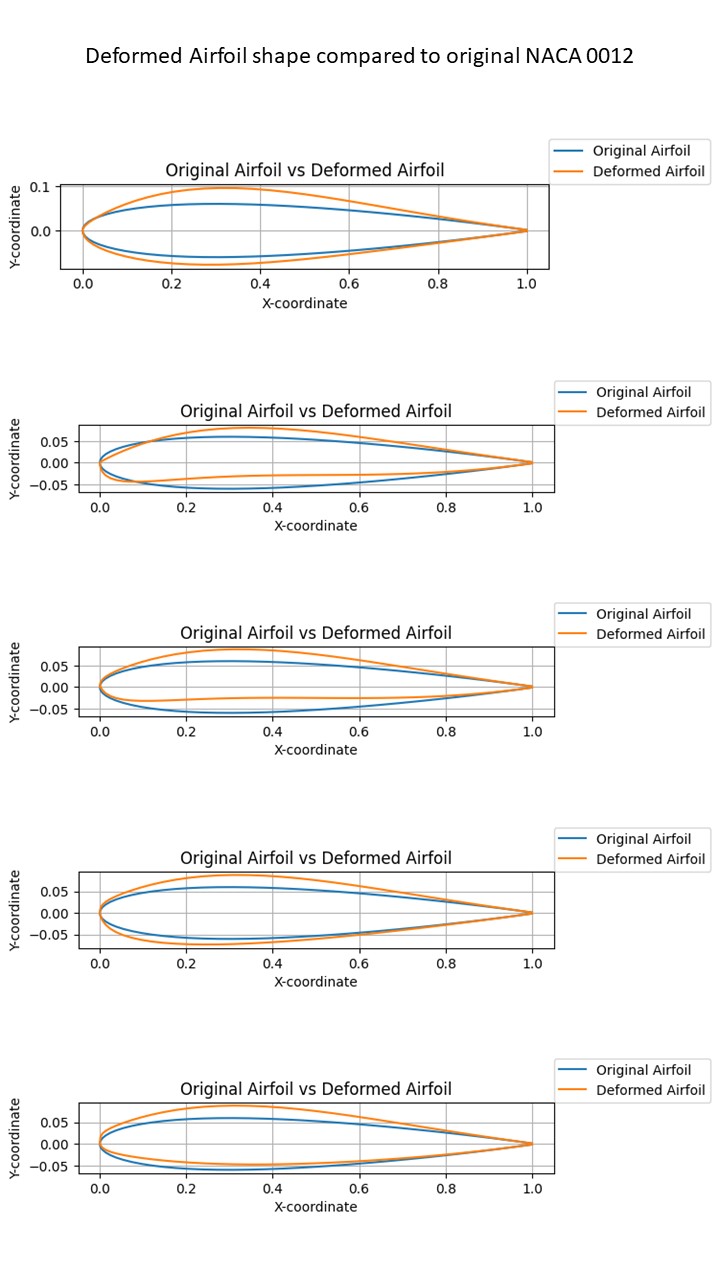 Deformed Airfoil shape compared to original NACA 0012
Original Airfoil
Deformed Airfoil
Original Airfoil vs Deformed Airfoil
Y-coordinate
0.1
0.0
0.0 0.2 0.4 0.6 0.8 1.0
X-coordinate
Original Airfoil
Deformed Airfoil
Original Airfoil vs Deformed Airfoil
Y-coordinate
0.05
0.00
−0.05
0.0 0.2 0.4 0.6 0.8 1.0
X-coordinate
Original Airfoil
Deformed Airfoil
Original Airfoil vs Deformed Airfoil
Y-coordinate
0.05
0.00
−0.05
0.0 0.2 0.4 0.6 0.8 1.0
X-coordinate
Original Airfoil
Deformed Airfoil
Original Airfoil vs Deformed Airfoil
Y-coordinate
0.05
0.00
−0.05
0.0 0.2 0.4 0.6 0.8 1.0
X-coordinate
Original Airfoil
Deformed Airfoil
Original Airfoil vs Deformed Airfoil
Y-coordinate
0.05
0.00
−0.05
0.0 0.2 0.4 0.6 0.8 1.0
X-coordinate